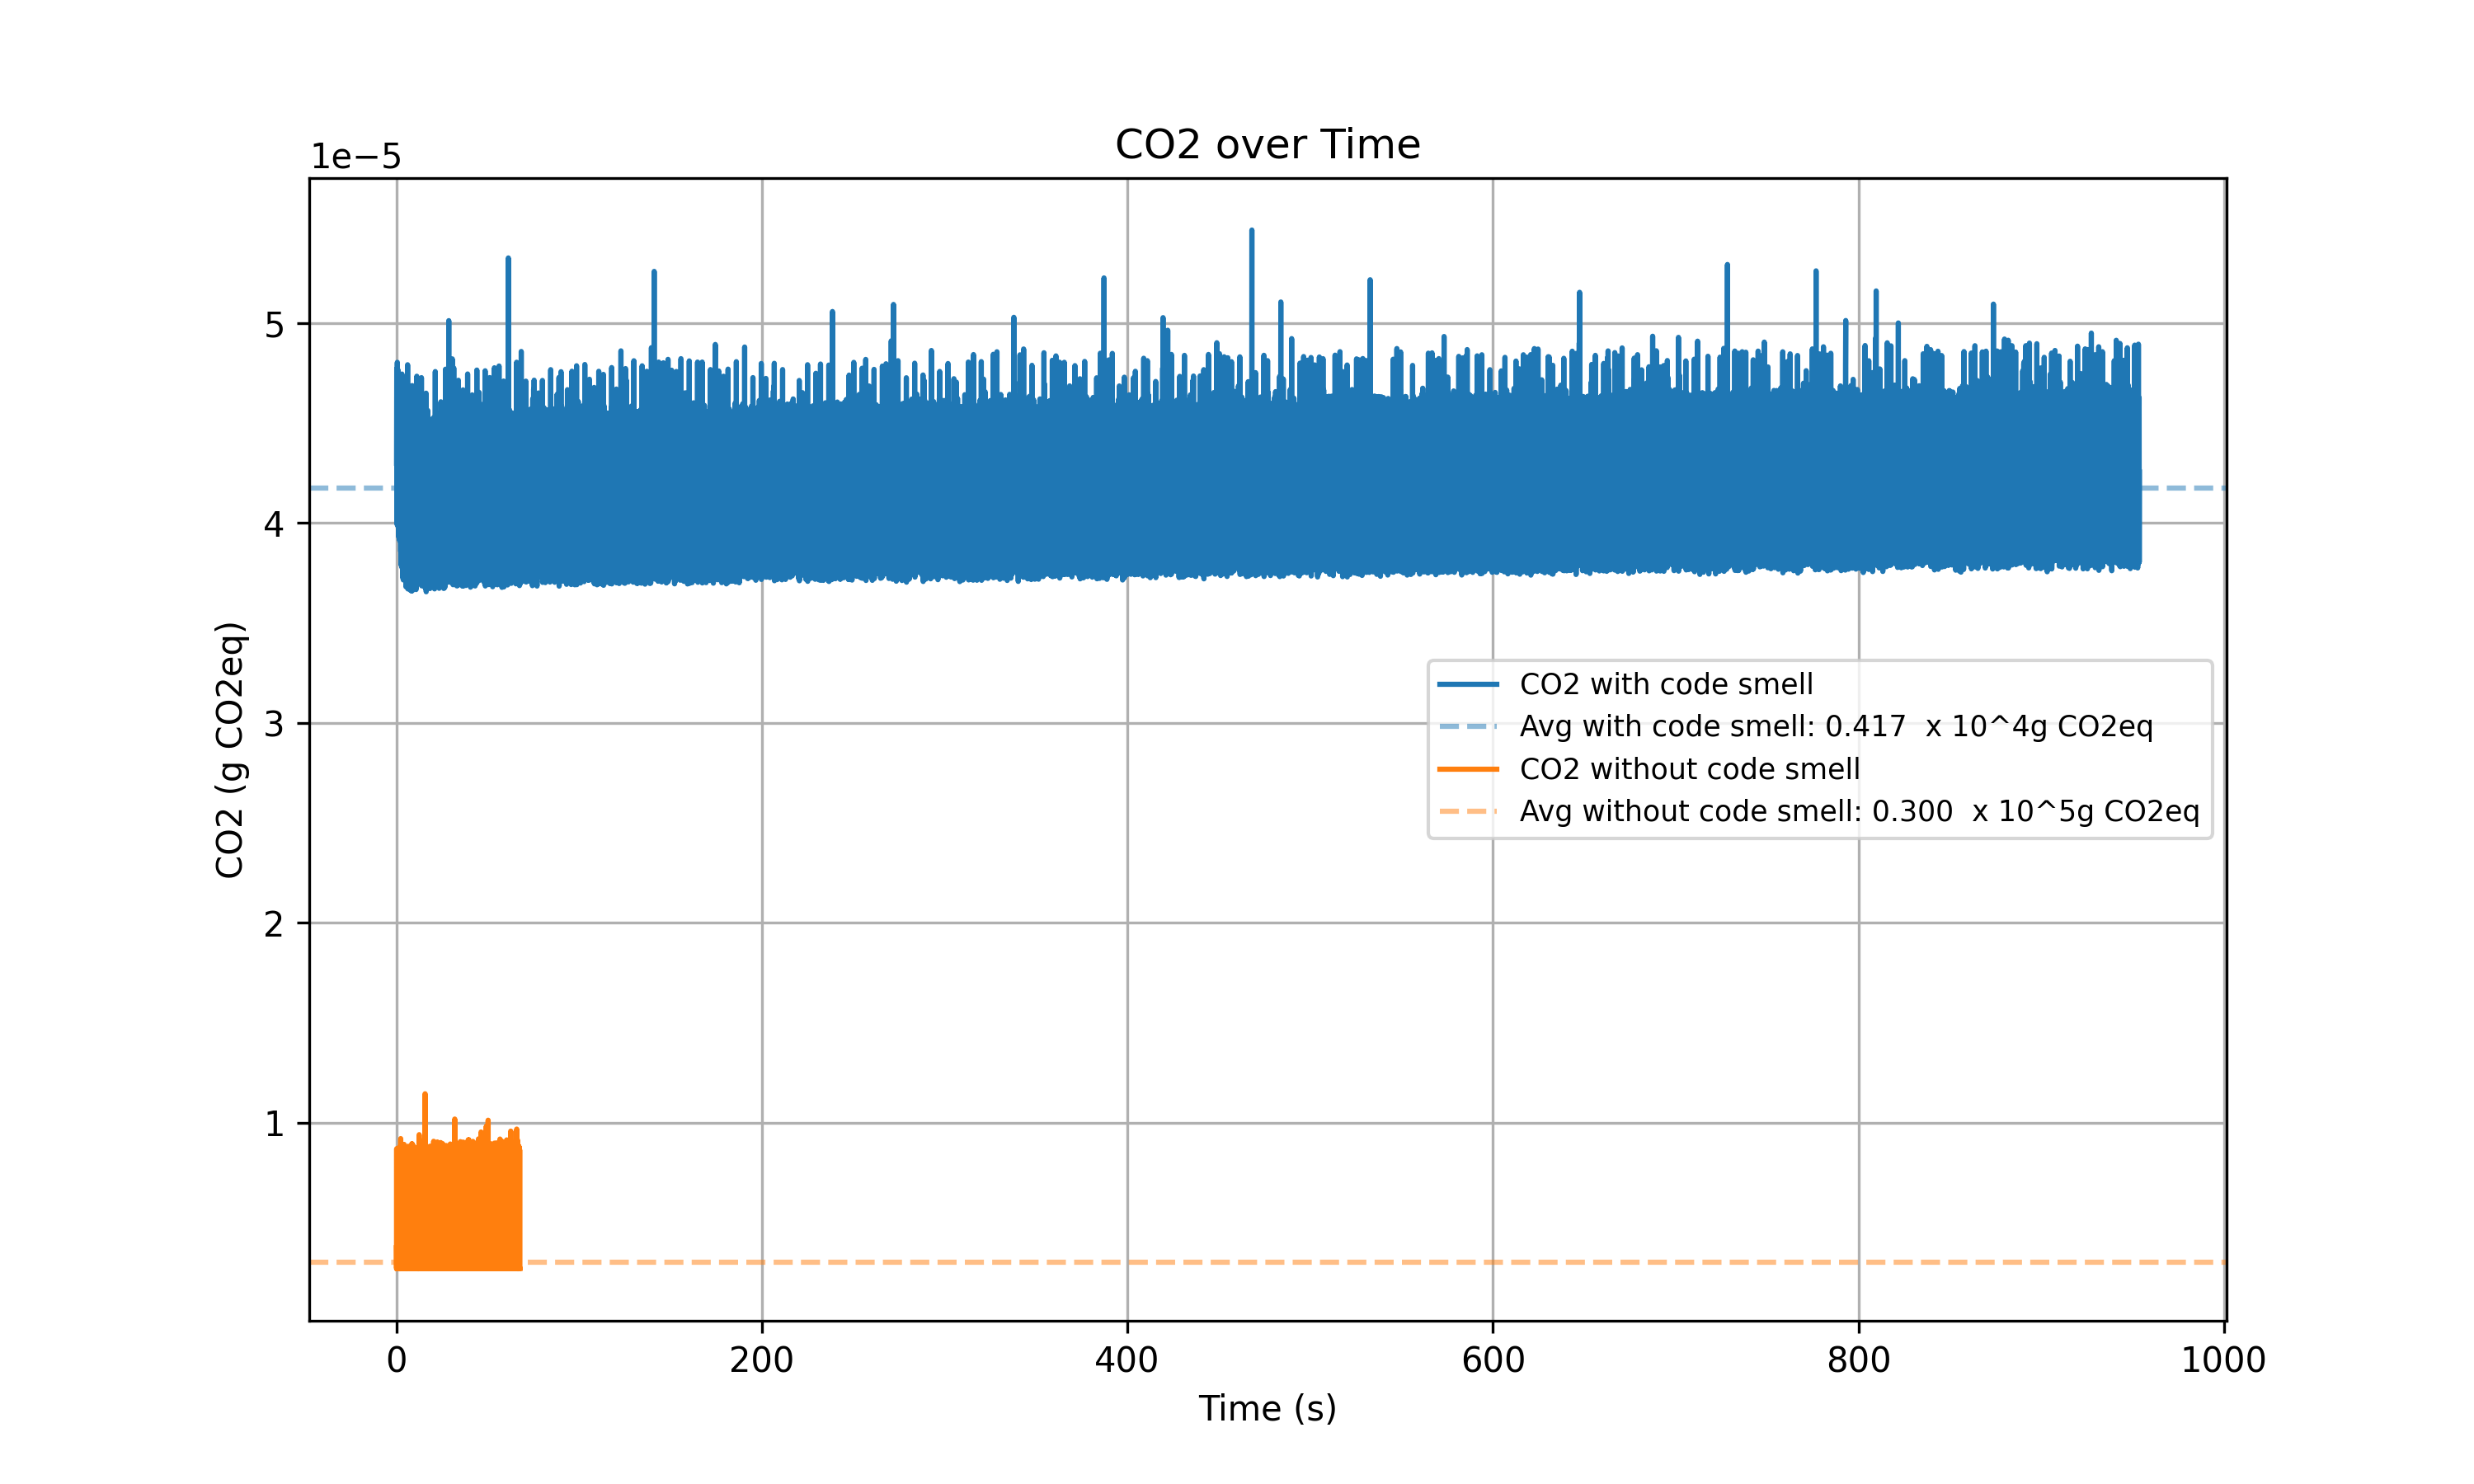 CO2 over Time
1e−5
5
4
3
2
1
CO2 (g CO2eq)
CO2 with code smell
Avg with code smell: 0.417  x 10^4g CO2eq
CO2 without code smell
Avg without code smell: 0.300  x 10^5g CO2eq
0 200 400 600 800 1000
Time (s)